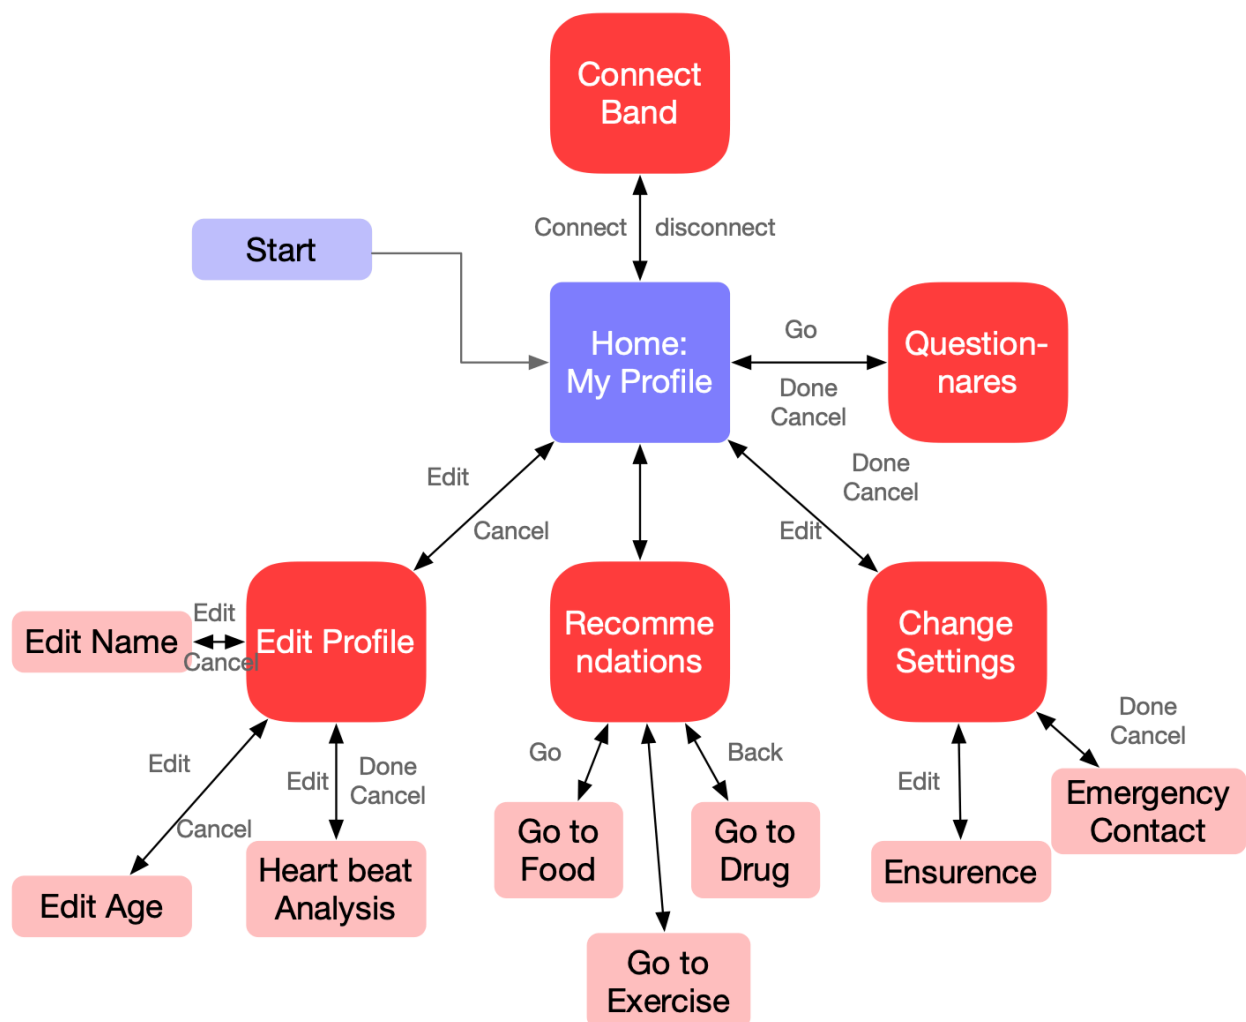 Connect
Band
Connect
disconnect
Start
Home:
My Profile
Go
Done
Cancel
Question-
nares
Edit
Cancel
Done
Cancel
Edit
Edit Name
Edit
Cancel
Edit Profile
Recomme
ndations
Change
Settings
Edit
Cancel
Edit
Done
Cancel
Go
Back
Edit
Done
Cancel
Edit Age
Heart beat
Analysis
Go to
Food
Go to
Drug
Go to
Exercise
Ensurence
Emergency
Contact